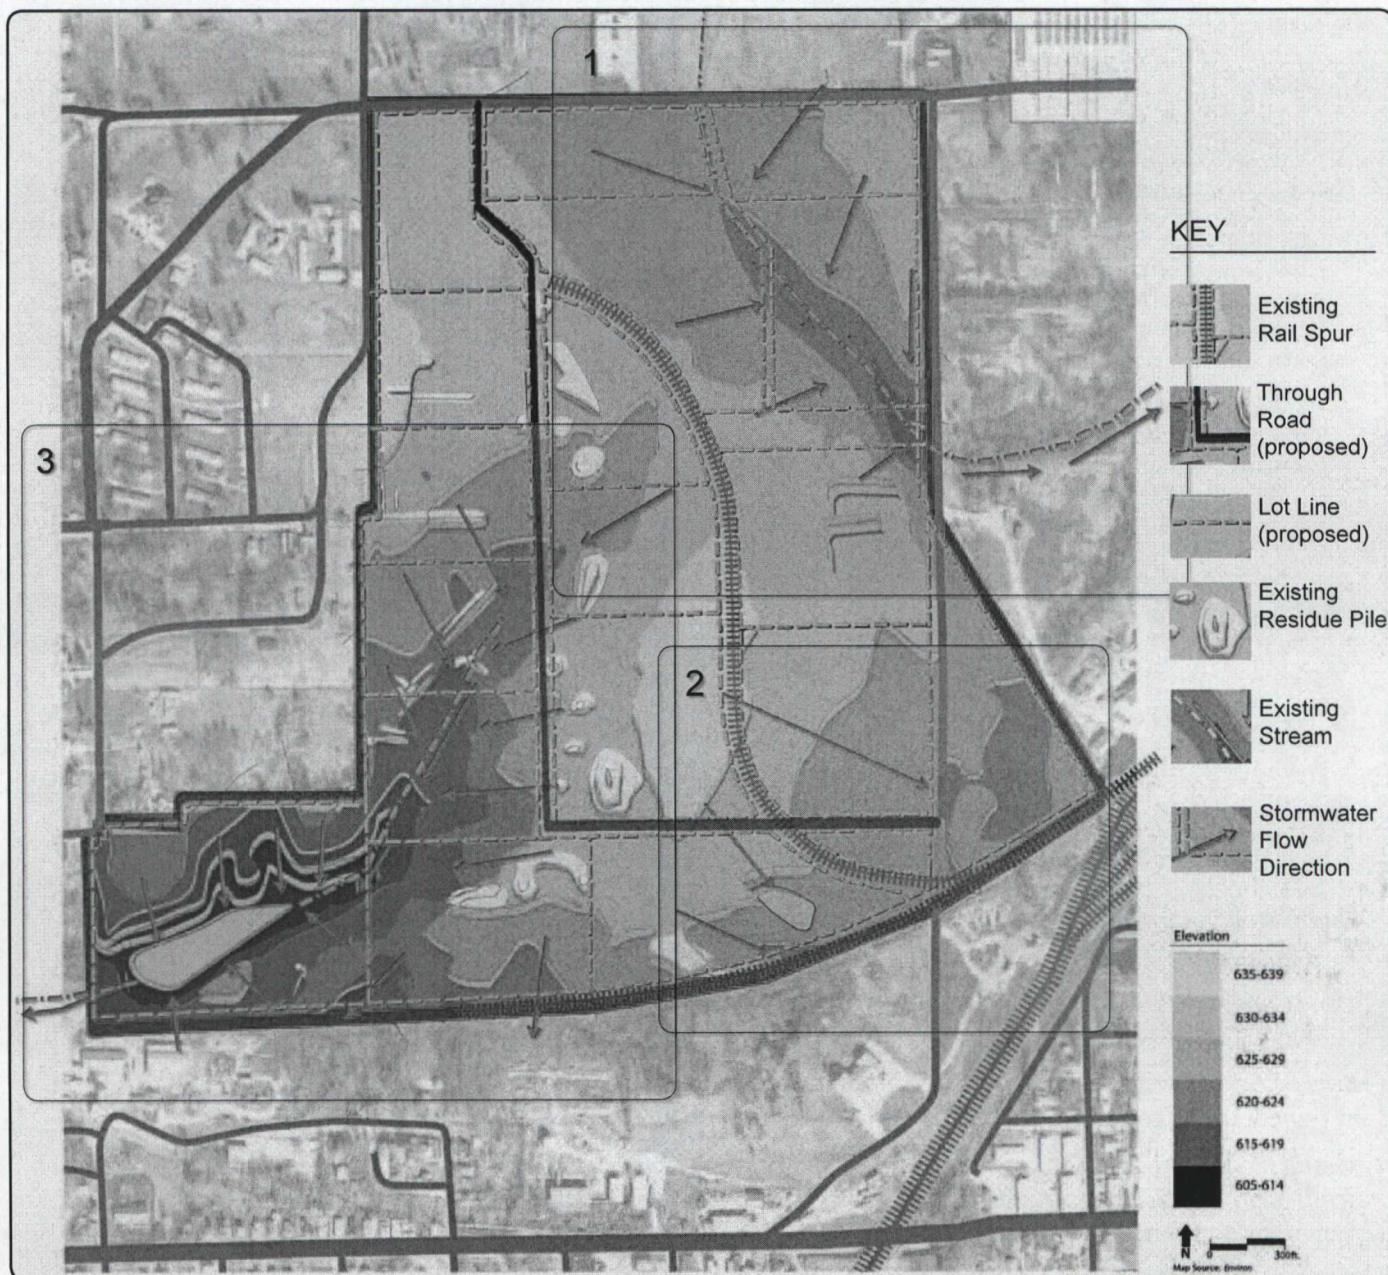 1
3
2
KEY
Existing
Rail Spur
Through
Road
(proposed)
Lot Line
(proposed)
Existing
Residue Pile
Existing
Stream
Stormwater
Flow
Direction
Elevation
635-639
630-634
625-629
620-624
615-619
605-614
N
0 300ft.
Map Source: Environ